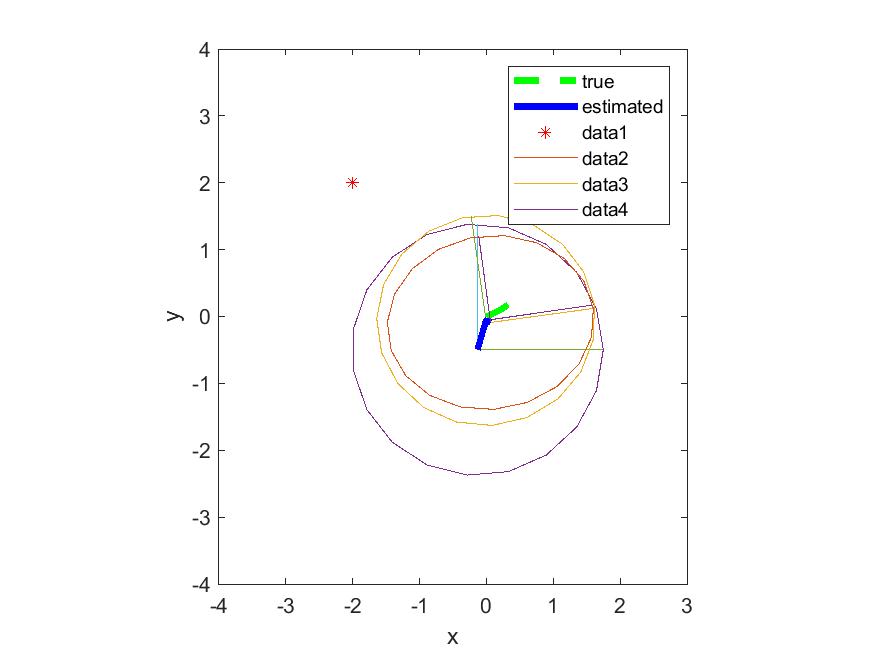 4
3
2
1
0
-1
-2
-3
-4
y
true
estimated
data1
data2
data3
data4
-4 -3 -2 -1 0 1 2 3
x